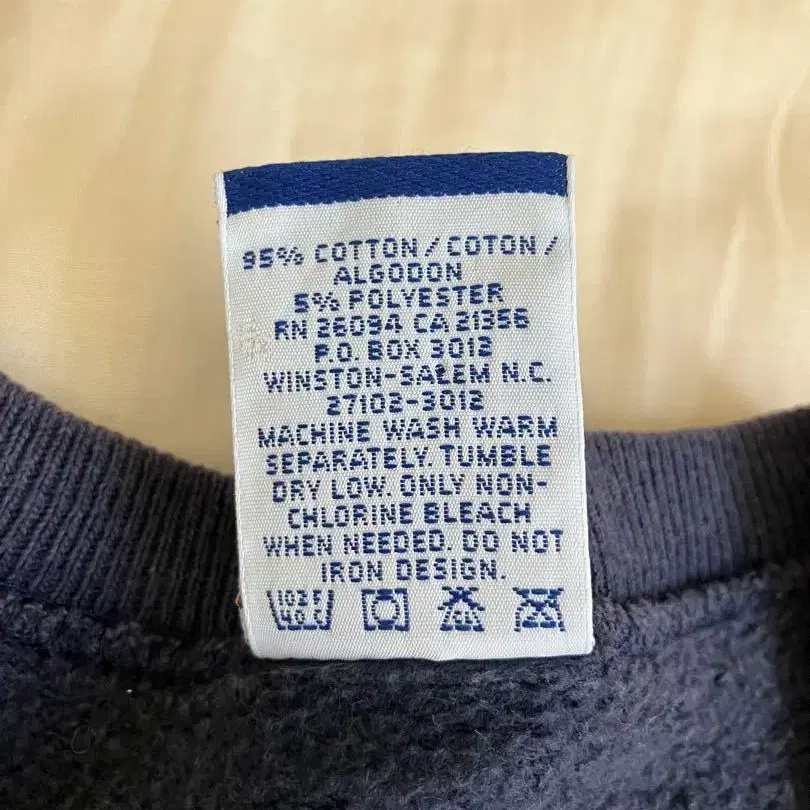 95% COTTON / COTON /
ALGODON
5% POLYESTER
RN 26094 CA 21356
P.O. BOX 3012
WINSTON-SALEM N.C.
27102-3012
MACHINE WASH WARM
SEPARATELY. TUMBLE
DRY LOW. ONLY NON-
CHLORINE BLEACH
WHEN NEEDED. DO NOT
IRON DESIGN.